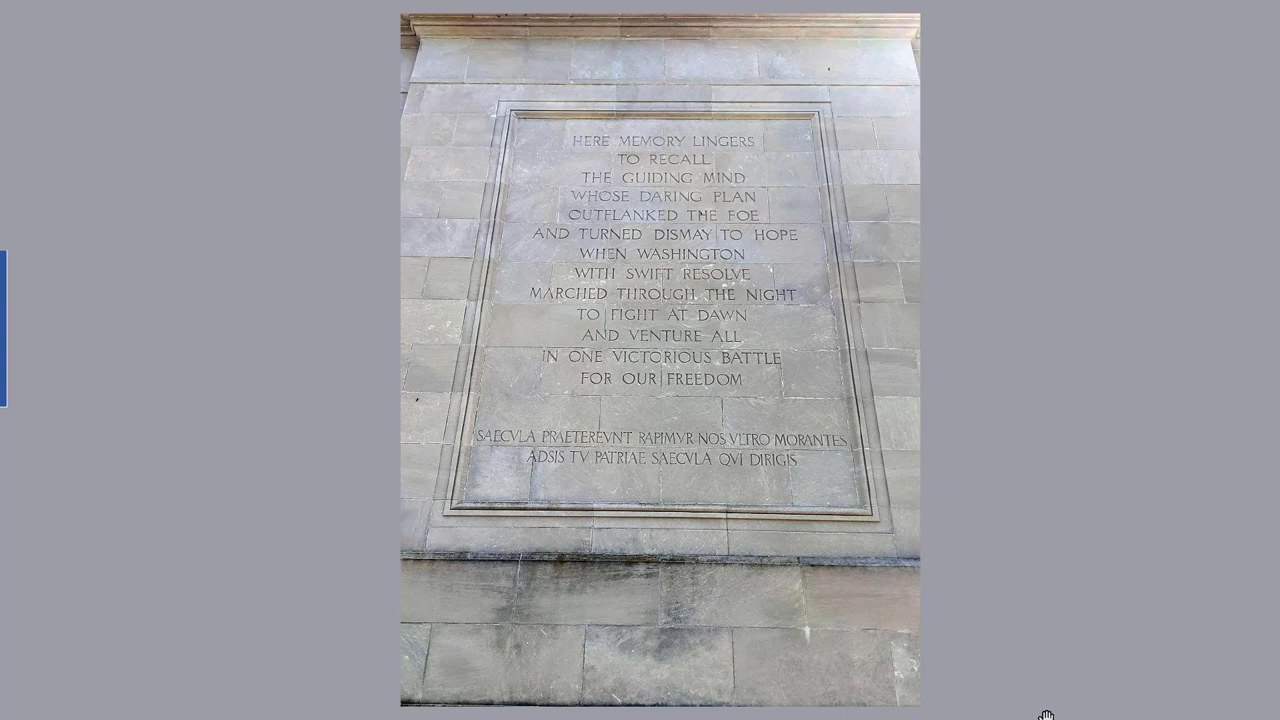 HERE MEMORY LINGERS
TO RECALL
THE GUIDING MIND
WHOSE DARING PLAN
OUTFLANKED THE FOE
AND TURNED DISMAY TO HOPE
WHEN WASHINGTON
WITH SWIFT RESOLVE
MARCHED THROUGH THE NIGHT
TO FIGHT AT DAWN
AND VENTURE ALL
IN ONE VICTORIOUS BATTLE
FOR OUR FREEDOM
SAECVLA PRAETEREVNT RAPIMVR NOS VLTRO MORANTES
ADSIS TV PATRIAE SAECVLA QVI DIRIGIS